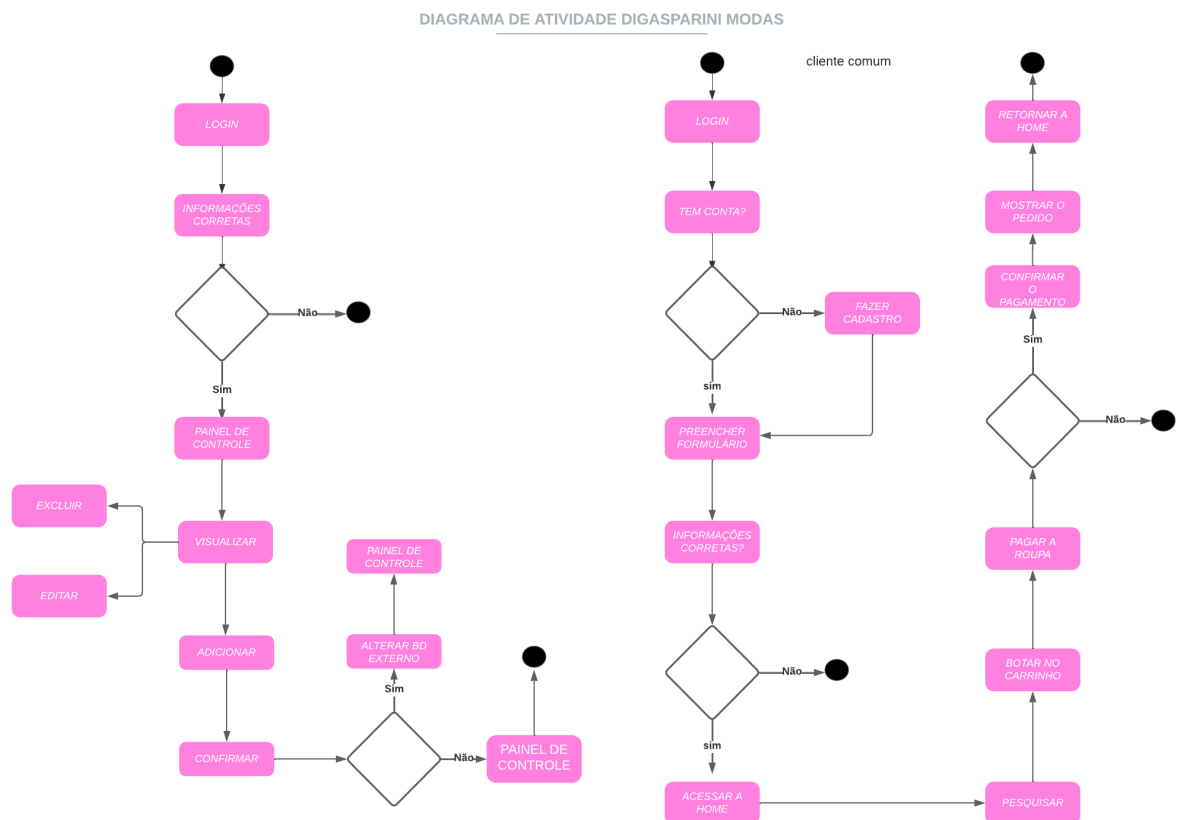 DIAGRAMA DE ATIVIDADE DIGASPARINI MODAS
LOGIN
INFORMAÇÕES
CORRETAS
Não
Sim
PAINEL DE
CONTROLE
EXCLUIR
VISUALIZAR
EDITAR
ADICIONAR
CONFIRMAR
PAINEL DE
CONTROLE
ALTERAR BD
EXTERNO
Sim
Não
PAINEL DE
CONTROLE
cliente comum
LOGIN
TEM CONTA?
Não
FAZER
CADASTRO
sim
PREENCHER
FORMULÁRIO
INFORMAÇÕES
CORRETAS?
Não
sim
ACESSAR A
HOME
RETORNAR A
HOME
MOSTRAR O
PEDIDO
CONFIRMAR
O
PAGAMENTO
Sim
Não
PAGAR A
ROUPA
BOTAR NO
CARRINHO
PESQUISAR